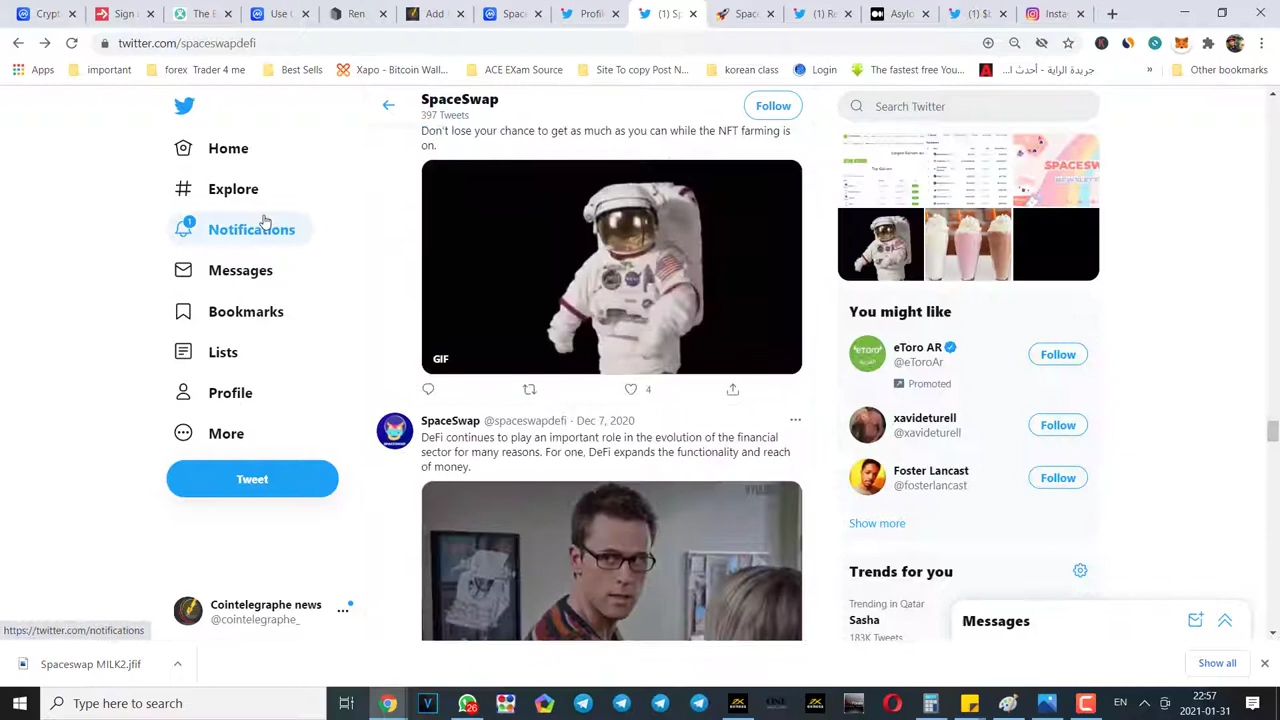 Crypt
Sign
The E
Use C
Ren
Adde
Spac
Profil
(1) Sp
Spac
(1) Ra
Asylo
(1) $
Insta
twitter.com/spaceswapdefi
Apps
Forex Trader 4 me
Best Sells
Xapo - Bitcoin Wall...
ACE EXam Source
Site To copy Post N...
korean class
Login
The fastest free You...
جريدة الراية - أحدث ا...
»
Other bookmarks
SpaceSwap
397 Tweets
Follow
Don't lose your chance to get as much as you can while the NFT farming is
on.
GIF
4
SpaceSwap @spaceswapdefi · Dec 7, 2020
DeFi continues to play an important role in the evolution of the financial
sector for many reasons. For one, DeFi expands the functionality and reach
of money.
Home
Explore
Notifications
Messages
Bookmarks
Lists
Profile
More
Tweet
Cointelegraphe news
@cointelegraphe_
https://twitter.com/notifications
Search Twitter
You might like
eToro AR
@eToroAr
Promoted
Follow
xavideturell
@xavideturell
Follow
Foster Lancast
@fosterlancast
Follow
Show more
Trends for you
Trending in Qatar
Sasha
183K Tweets
Messages
Spaceswap MILK2.jfif
Show all
Type here to search
26
EN
22:57
2021-01-31